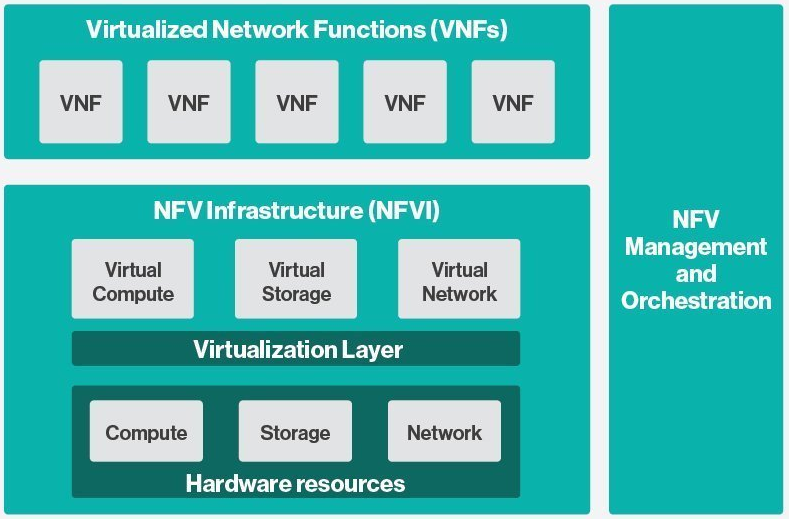 Virtualized Network Functions (VNFs)
VNF
VNF
VNF
VNF
VNF
NFV Infrastructure (NFVI)
Virtual
Compute
Virtual
Storage
Virtual
Network
Virtualization Layer
Compute
Storage
Network
Hardware resources
NFV
Management
and
Orchestration